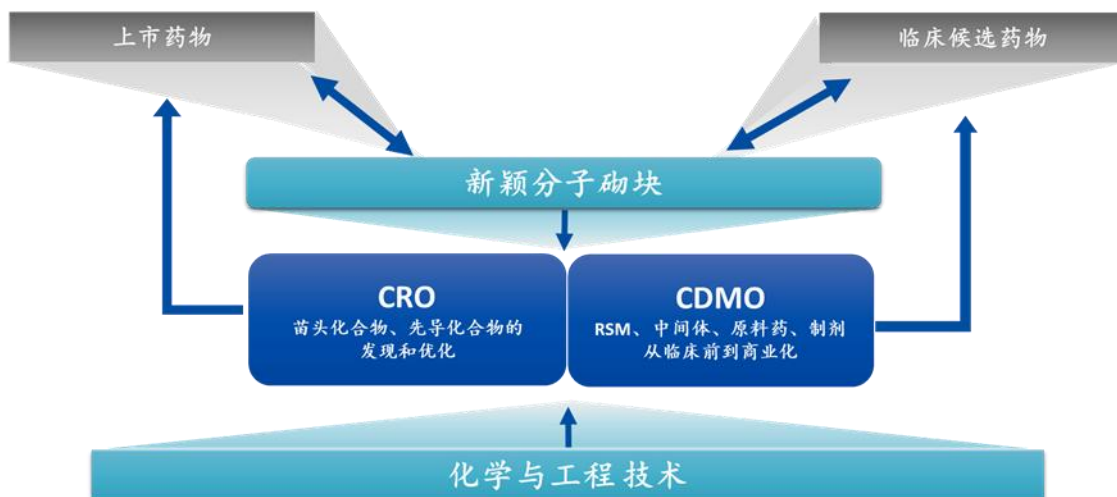 上市药物
临床候选药物
新颖分子砌块
CRO
苗头化合物、先导化合物的
发现和优化
CDMO
RSM、中间体、原料药、制剂
从临床前到商业化
化学与工程技术